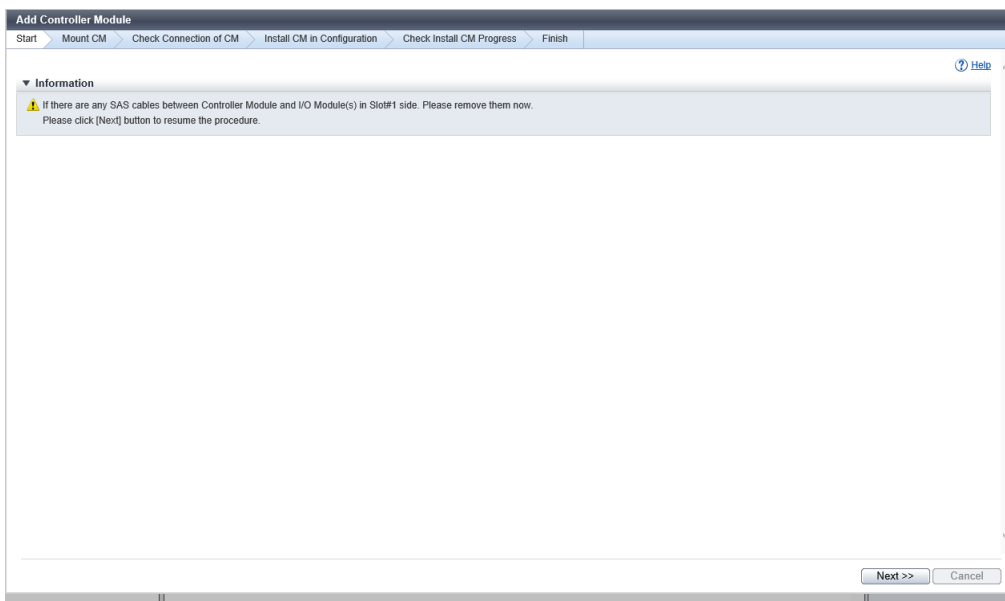 Add Controller Module
Start Mount CM Check Connection of CM Install CM in Configuration Check Install CM Progress Finish
Help
Information
If there are any SAS cables between Controller Module and I/O Module(s) in Slot#1 side. Please remove them now.
Please click [Next] button to resume the procedure.
Next >> Cancel